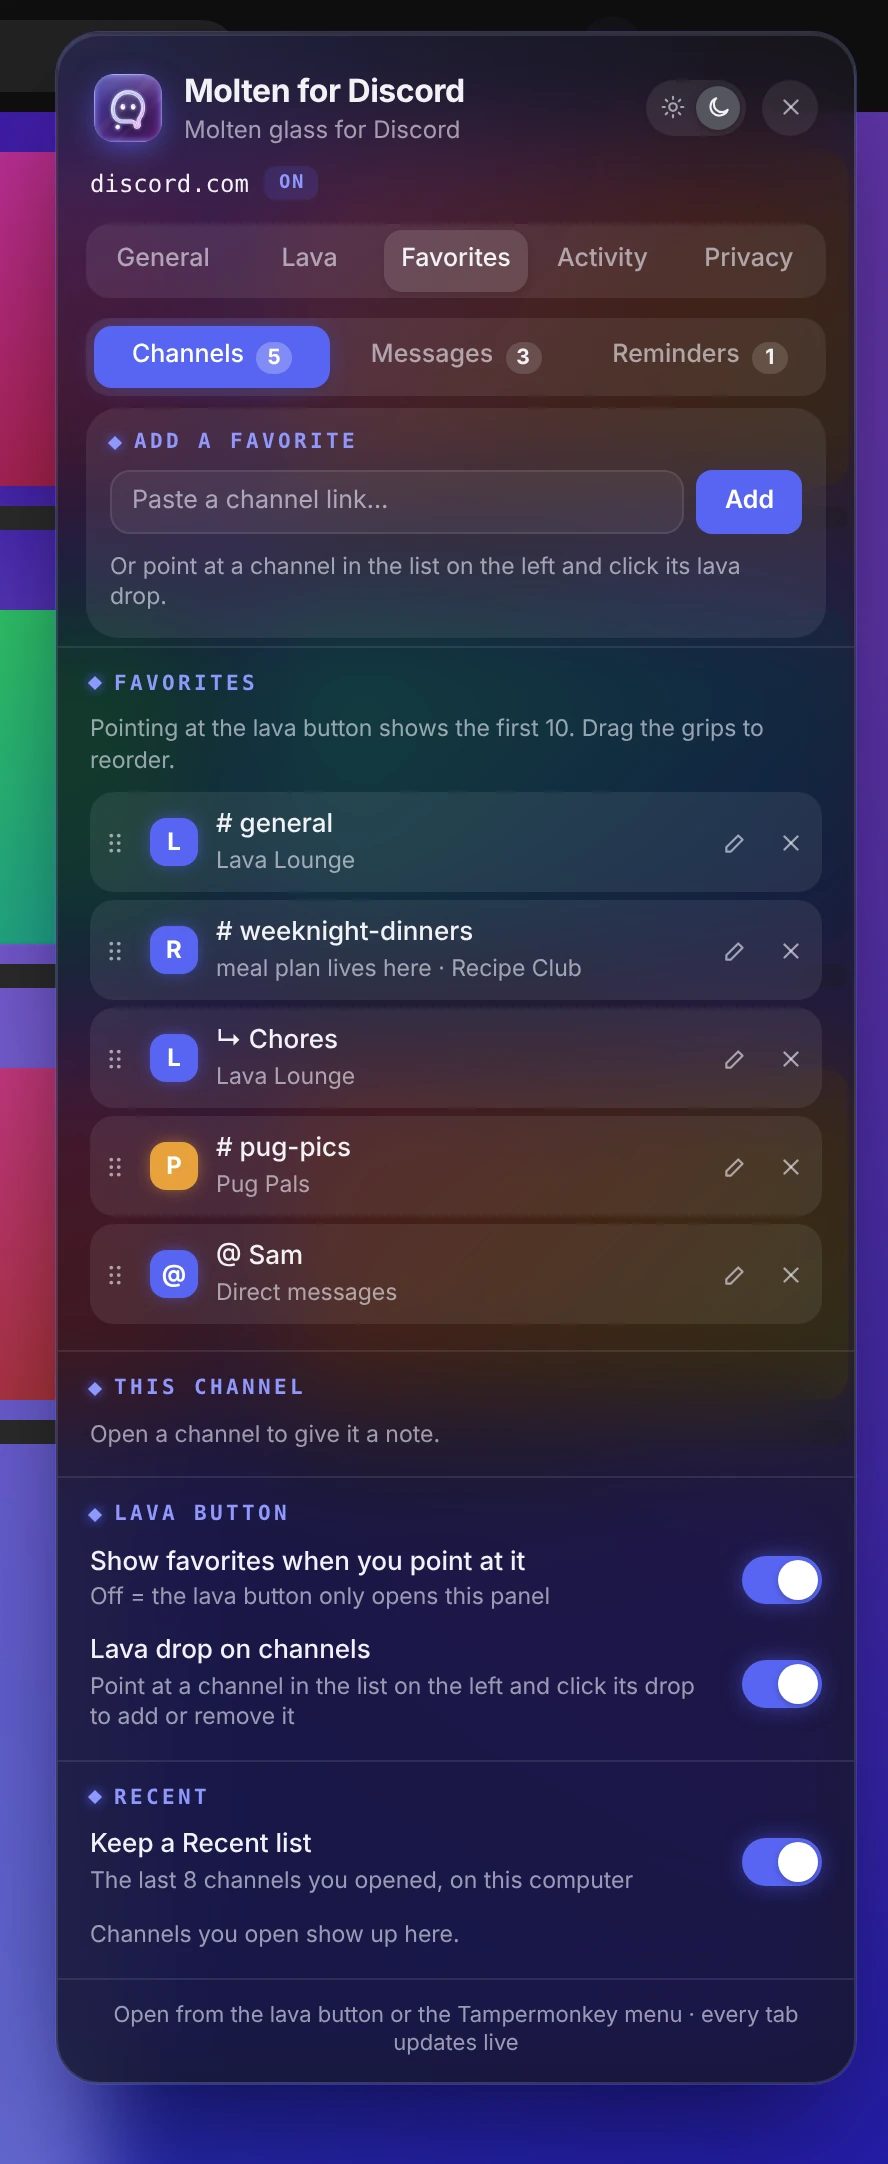 Molten for Discord
Molten glass for Discord
discord.com ON
General Lava Favorites Activity Privacy
Channels 5 Messages 3 Reminders 1
ADD A FAVORITE
Paste a channel link... Add
Or point at a channel in the list on the left and click its lava
drop.
FAVORITES
Pointing at the lava button shows the first 10. Drag the grips to
reorder.
L # general
Lava Lounge
R # weeknight-dinners
meal plan lives here · Recipe Club
L ↳ Chores
Lava Lounge
P # pug-pics
Pug Pals
@ @ Sam
Direct messages
THIS CHANNEL
Open a channel to give it a note.
LAVA BUTTON
Show favorites when you point at it
Off = the lava button only opens this panel
Lava drop on channels
Point at a channel in the list on the left and click its drop
to add or remove it
RECENT
Keep a Recent list
The last 8 channels you opened, on this computer
Channels you open show up here.
Open from the lava button or the Tampermonkey menu · every tab
updates live